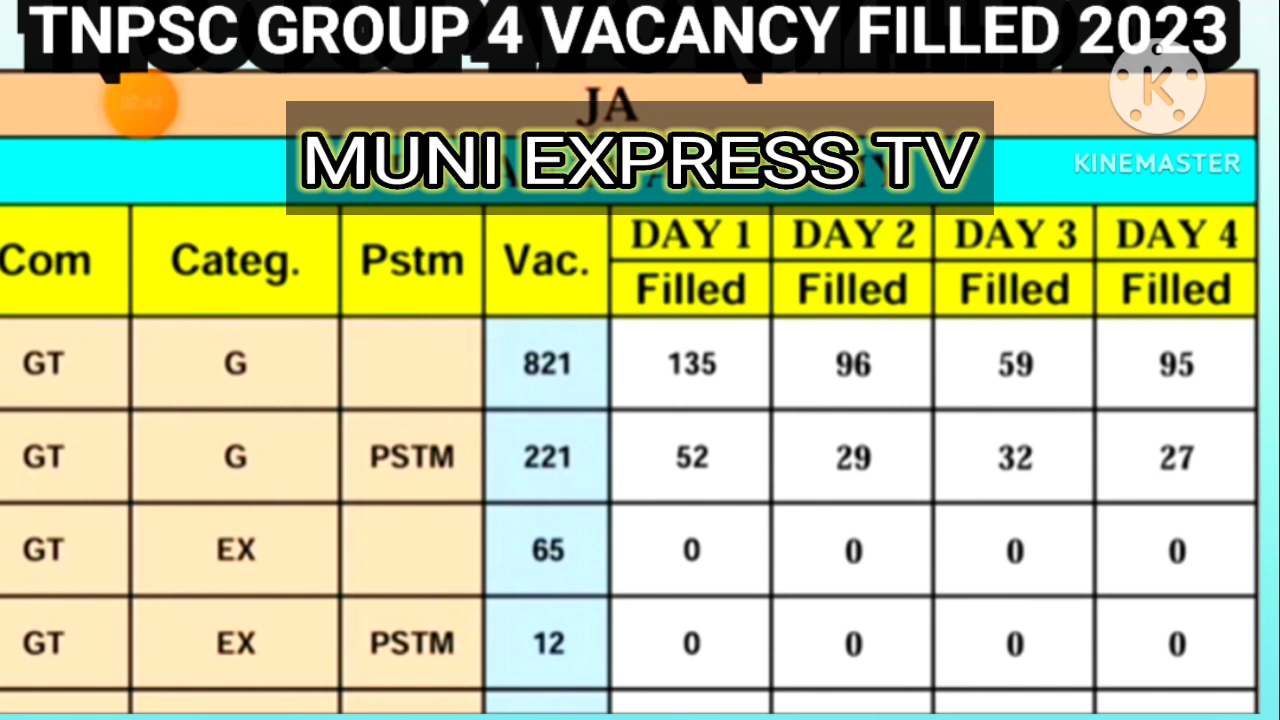 TNPSC GROUP 4 VACANCY FILLED 2023
02:42
JA
K
MUNI EXPRESS TV
KINEMASTER
Com Categ. Pstm Vac. DAY 1 DAY 2 DAY 3 DAY 4
Filled Filled Filled Filled
GT G 821 135 96 59 95
GT G PSTM 221 52 29 32 27
GT EX 65 0 0 0 0
GT EX PSTM 12 0 0 0 0